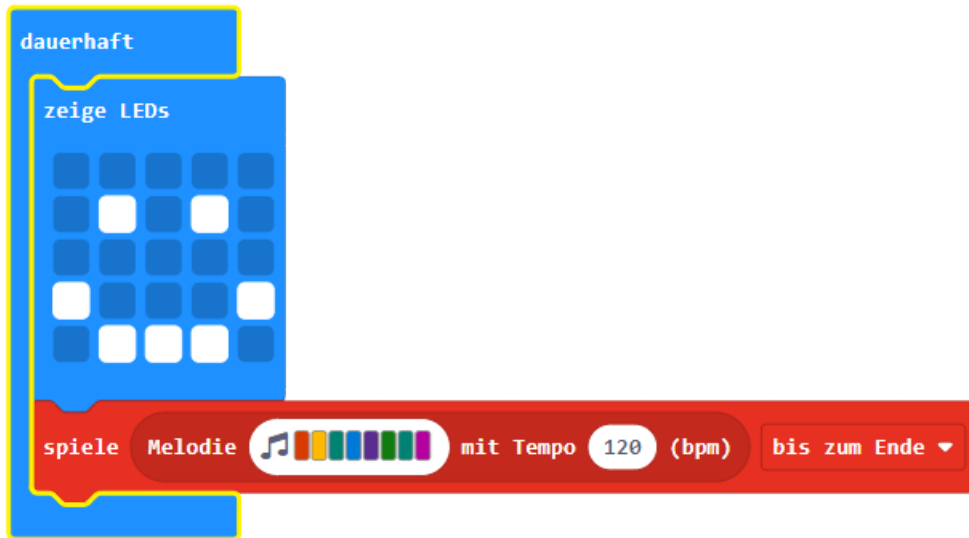 dauerhaft
zeige LEDs
spiele Melodie mit Tempo 120 (bpm) bis zum Ende